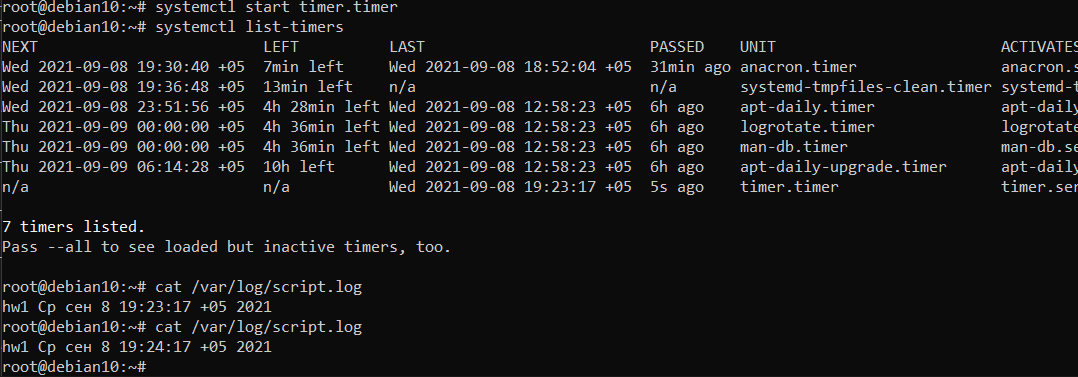 root@debian10:~# systemctl start timer.timer
root@debian10:~# systemctl list-timers
NEXT LEFT LAST PASSED UNIT ACTIVATES
Wed 2021-09-08 19:30:40 +05 7min left Wed 2021-09-08 18:52:04 +05 31min ago anacron.timer anacron.s
Wed 2021-09-08 19:36:48 +05 13min left n/a n/a systemd-tmpfiles-clean.timer systemd-t
Wed 2021-09-08 23:51:56 +05 4h 28min left Wed 2021-09-08 12:58:23 +05 6h ago apt-daily.timer apt-daily
Thu 2021-09-09 00:00:00 +05 4h 36min left Wed 2021-09-08 12:58:23 +05 6h ago logrotate.timer logrotate
Thu 2021-09-09 00:00:00 +05 4h 36min left Wed 2021-09-08 12:58:23 +05 6h ago man-db.timer man-db.se
Thu 2021-09-09 06:14:28 +05 10h left Wed 2021-09-08 12:58:23 +05 6h ago apt-daily-upgrade.timer apt-daily
n/a n/a Wed 2021-09-08 19:23:17 +05 5s ago timer.timer timer.ser
7 timers listed.
Pass --all to see loaded but inactive timers, too.
root@debian10:~# cat /var/log/script.log
hw1 Ср сен 8 19:23:17 +05 2021
root@debian10:~# cat /var/log/script.log
hw1 Ср сен 8 19:24:17 +05 2021
root@debian10:~#